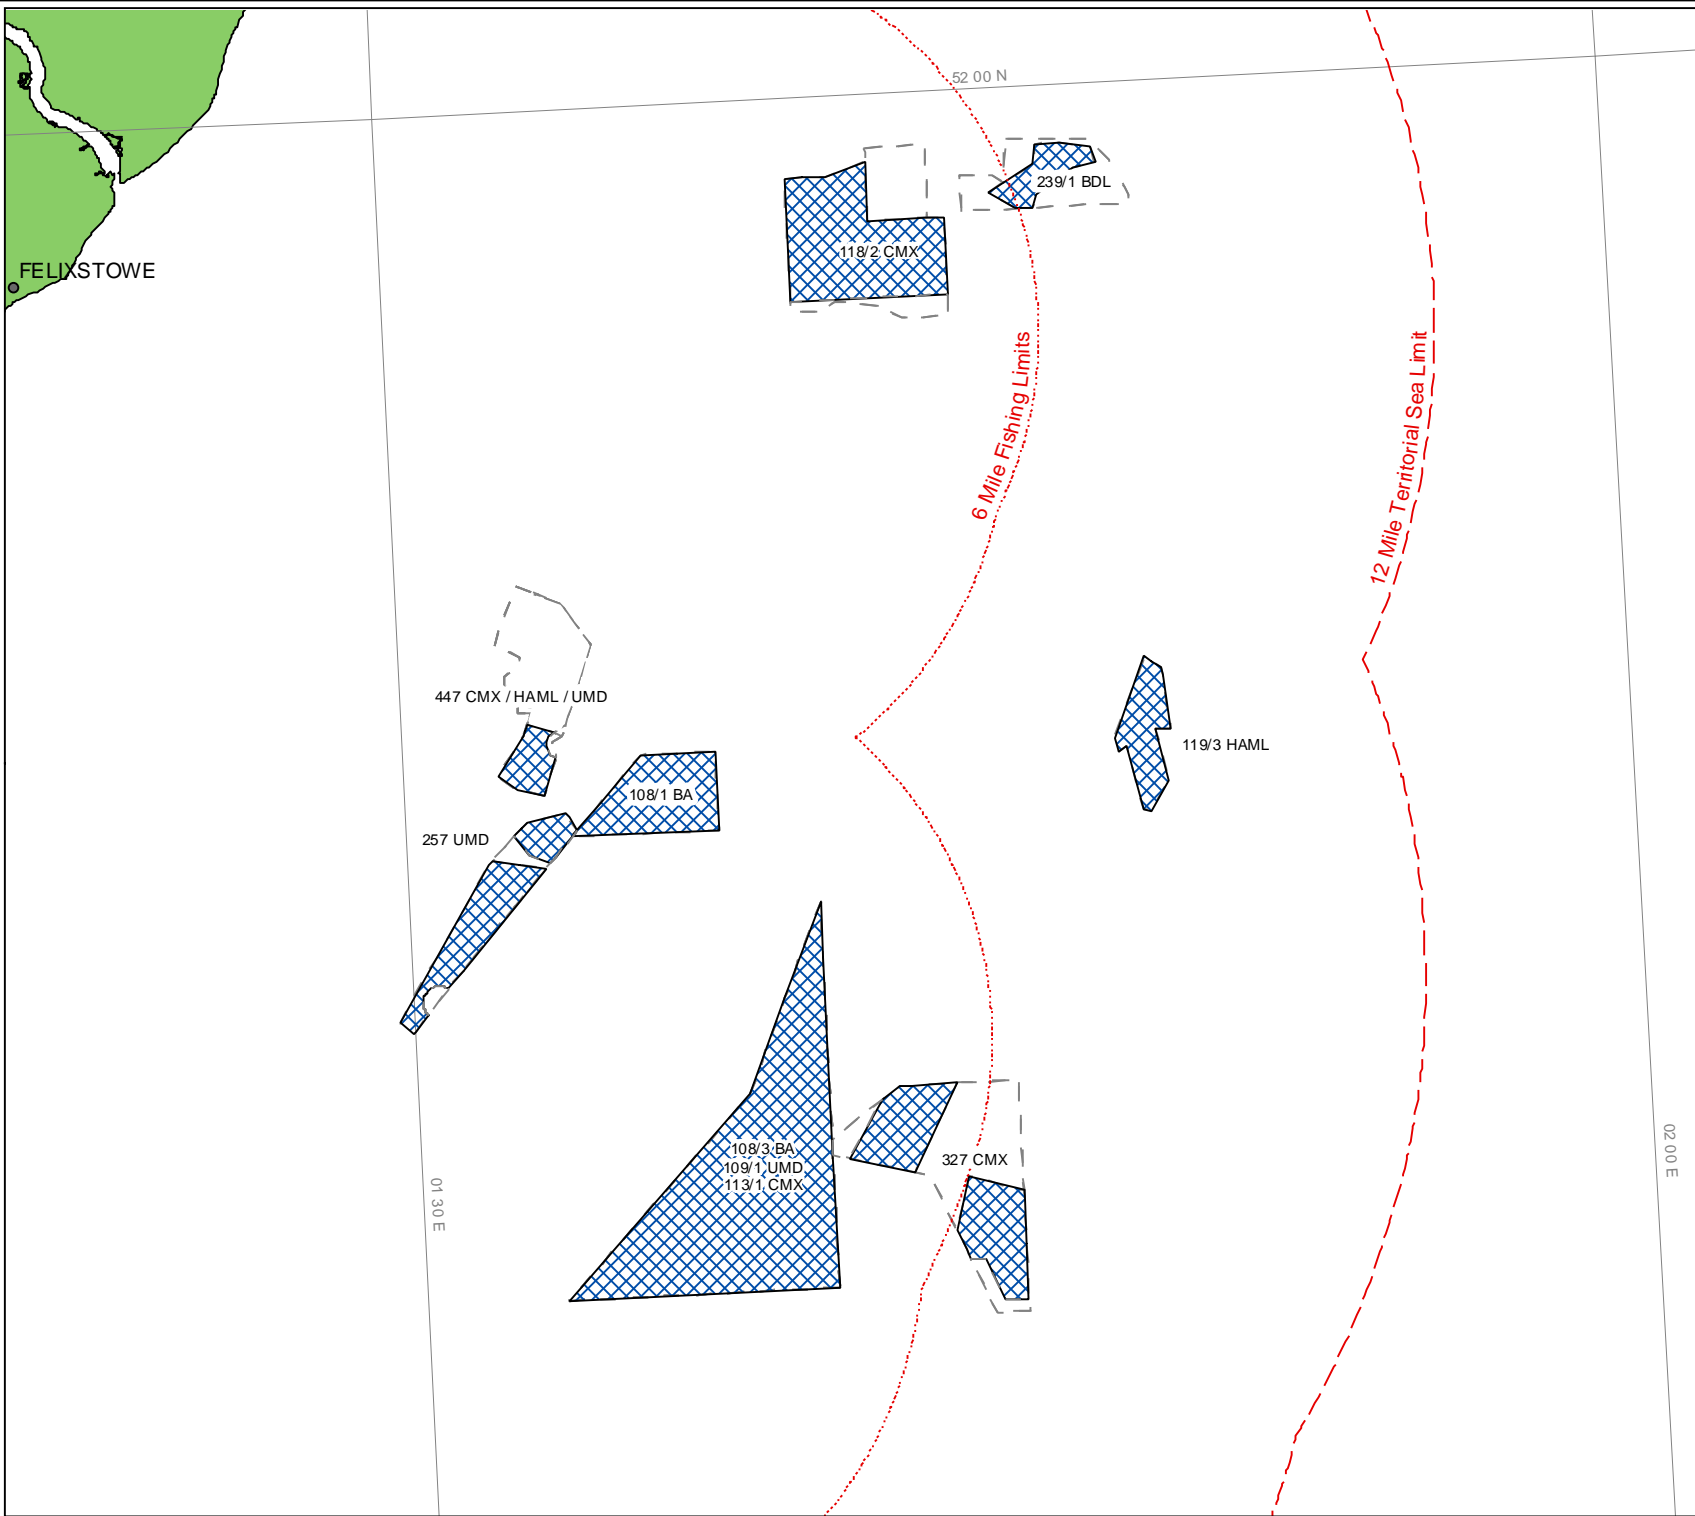 52 00 N
239/1 BDL
118/2 CMX
FELIXSTOWE
6 Mile Fishing Limits
12 Mile Territorial Sea Limit
447 CMX / HAML / UMD
119/3 HAML
108/1 BA
257 UMD
108/3 BA
109/1 UMD
113/1 CMX
327 CMX
01 30 E
02 00 E